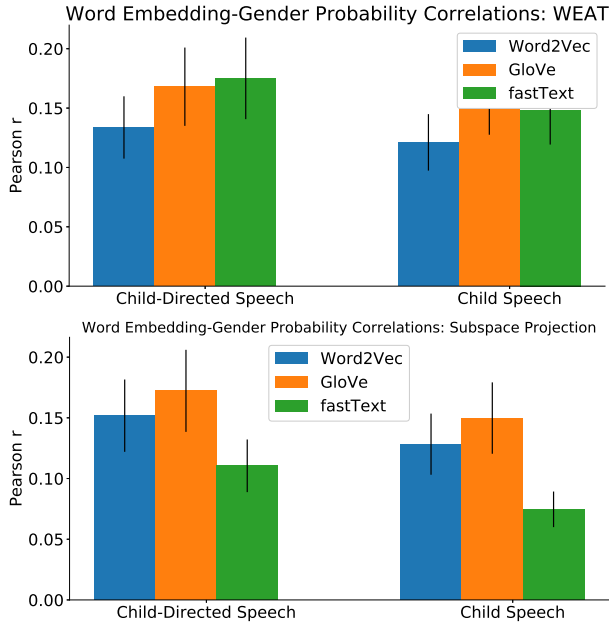 Word Embedding-Gender Probability Correlations: WEAT
Word2Vec
GloVe
fastText
Pearson r
0.20
0.15
0.10
0.05
0.00
Child-Directed Speech
Child Speech
Word Embedding-Gender Probability Correlations: Subspace Projection
Word2Vec
GloVe
fastText
Pearson r
0.20
0.15
0.10
0.05
0.00
Child-Directed Speech
Child Speech